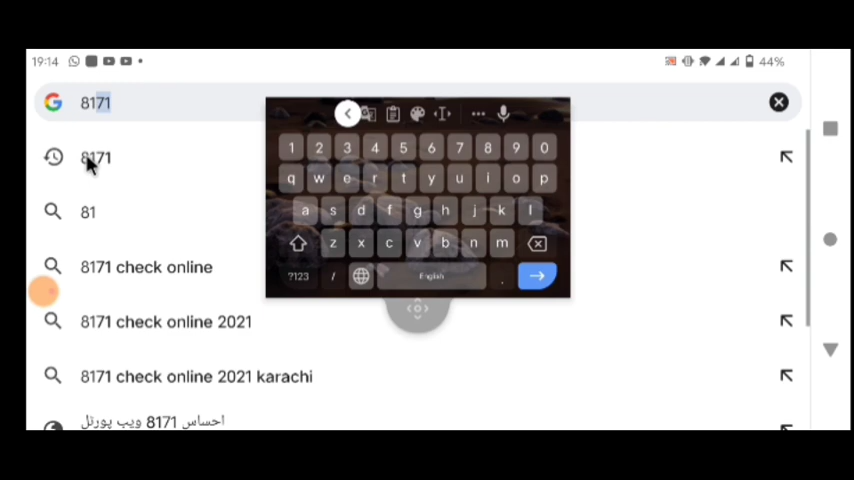 19:14
44%
8171
8171
81
8171 check online
8171 check online 2021
8171 check online 2021 karachi
احساس 8171 ویب پورٹل
1 2 3 4 5 6 7 8 9 0
q w e r t y u i o p
a s d f g h j k l
z x c v b n m
?123 / English .